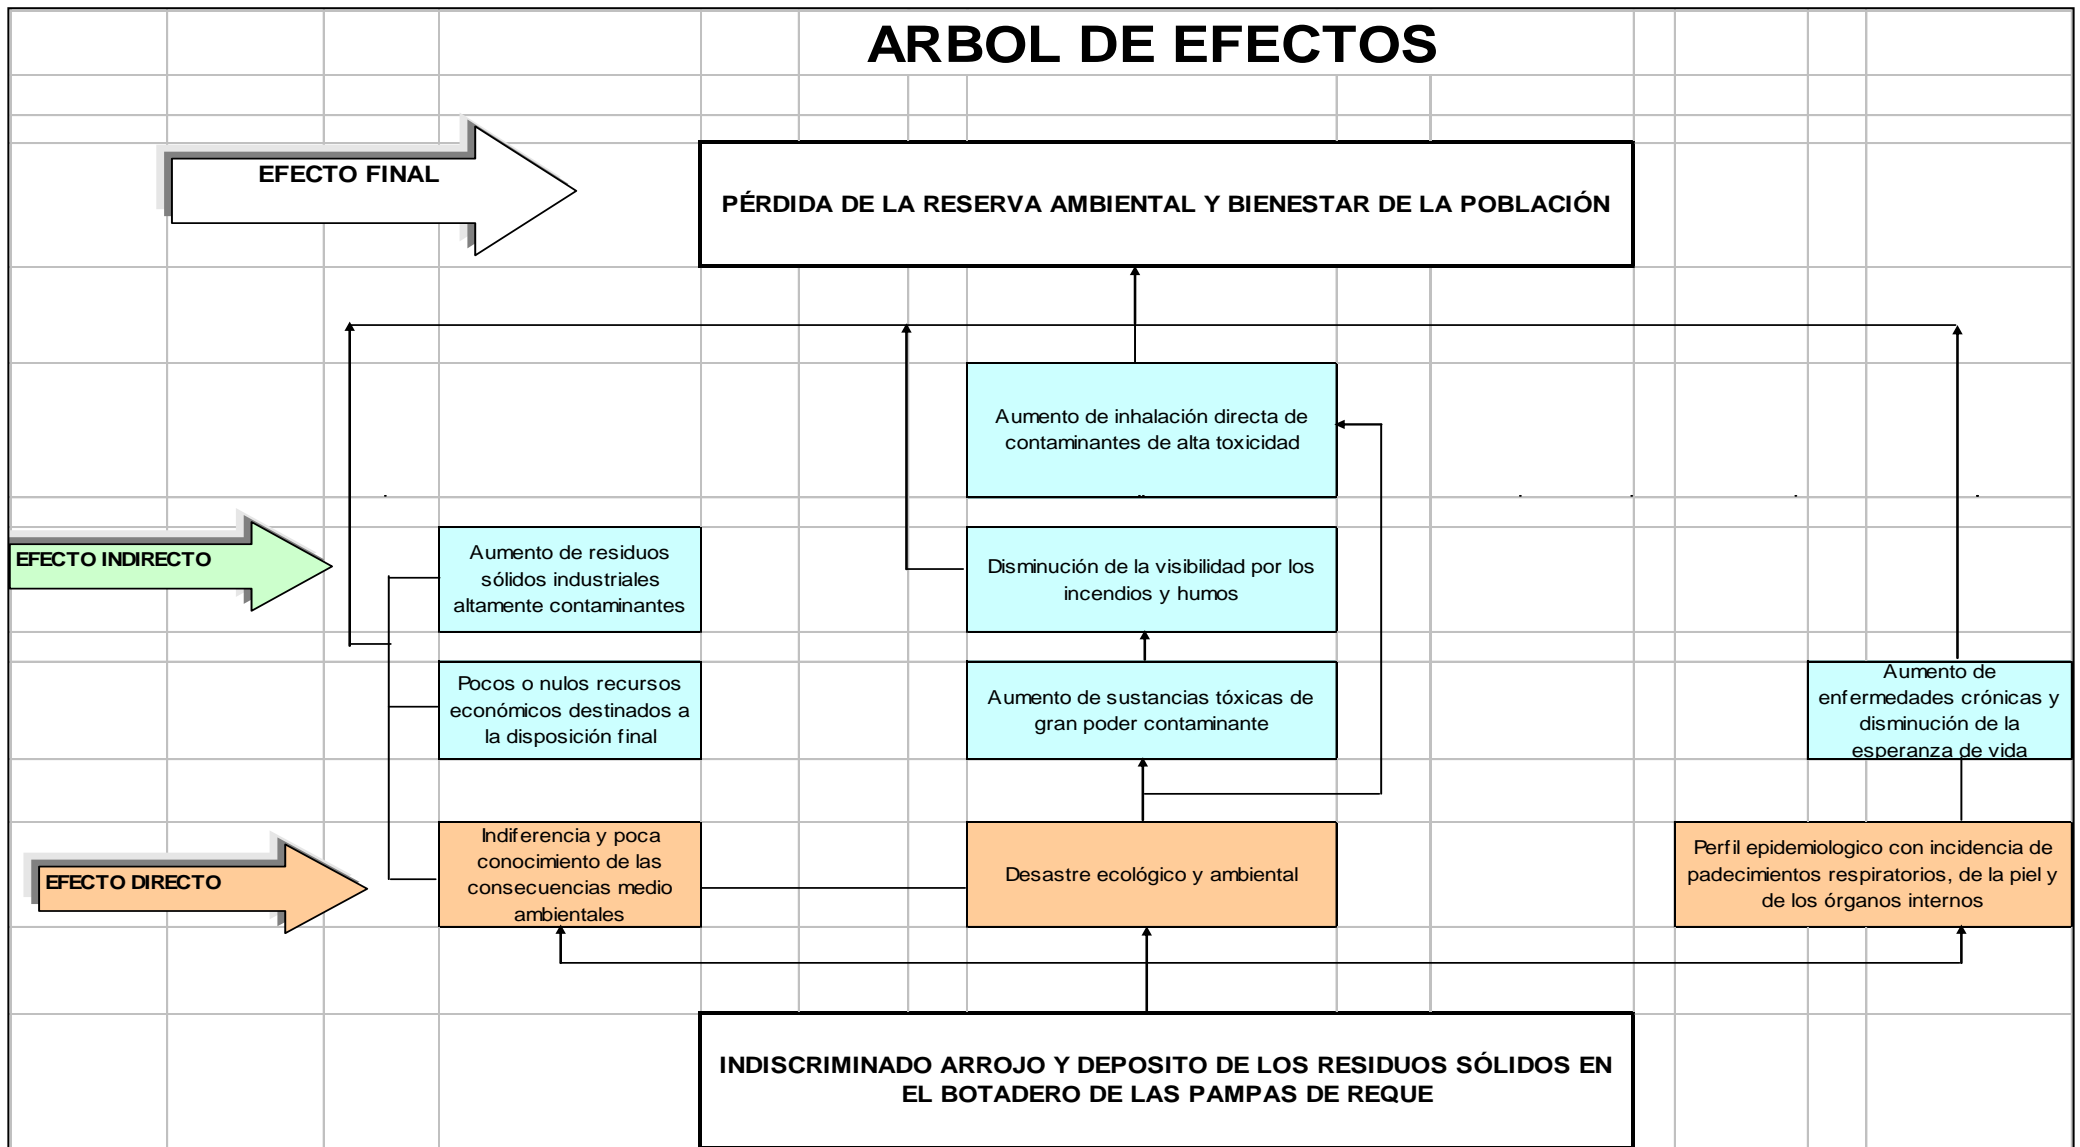 ARBOL DE EFECTOS
EFECTO FINAL
PÉRDIDA DE LA RESERVA AMBIENTAL Y BIENESTAR DE LA POBLACIÓN
Aumento de inhalación directa de
contaminantes de alta toxicidad
EFECTO INDIRECTO
Aumento de residuos
sólidos industriales
altamente contaminantes
Disminución de la visibilidad por los
incendios y humos
Pocos o nulos recursos
económicos destinados a
la disposición final
Aumento de sustancias tóxicas de
gran poder contaminante
Aumento de
enfermedades crónicas y
disminución de la
esperanza de vida
EFECTO DIRECTO
Indiferencia y poca
conocimiento de las
consecuencias medio
ambientales
Desastre ecológico y ambiental
Perfil epidemiologico con incidencia de
padecimientos respiratorios, de la piel y
de los órganos internos
INDISCRIMINADO ARROJO Y DEPOSITO DE LOS RESIDUOS SÓLIDOS EN
EL BOTADERO DE LAS PAMPAS DE REQUE